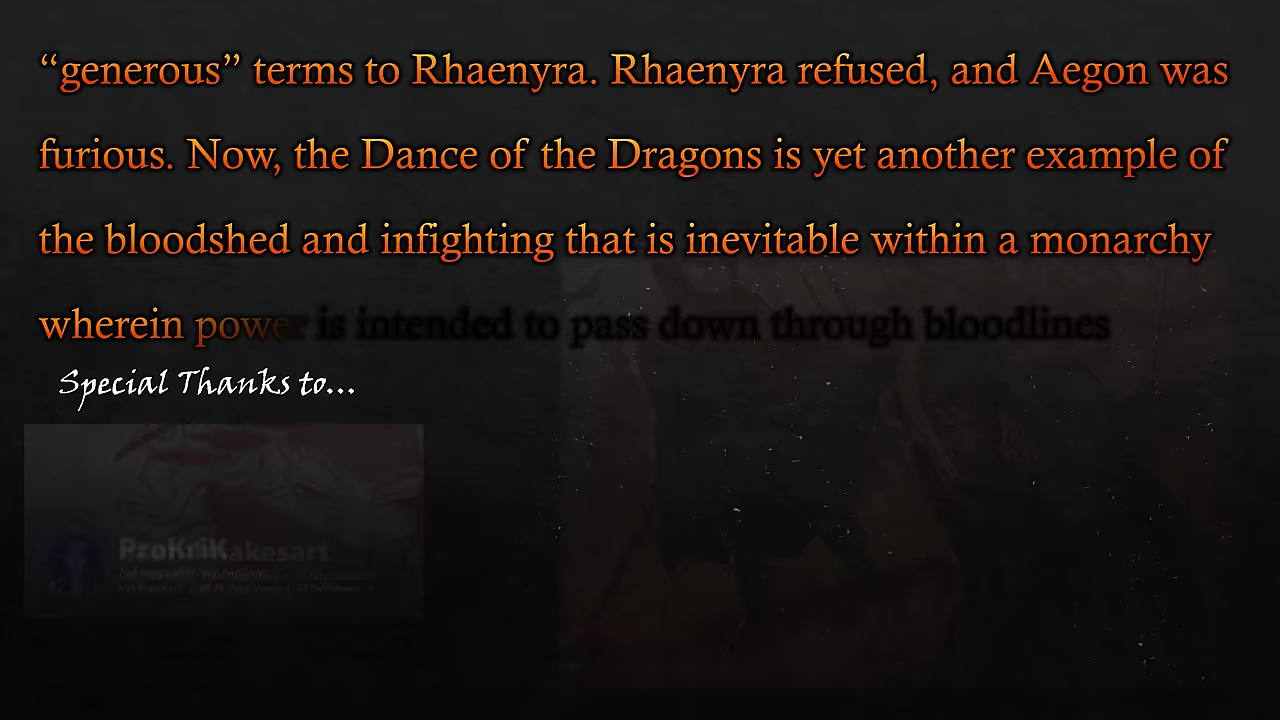 “generous” terms to Rhaenyra. Rhaenyra refused, and Aegon was
furious. Now, the Dance of the Dragons is yet another example of
the bloodshed and infighting that is inevitable within a monarchy
wherein power is intended to pass down through bloodlines
Special Thanks to...
ProKriKakesart